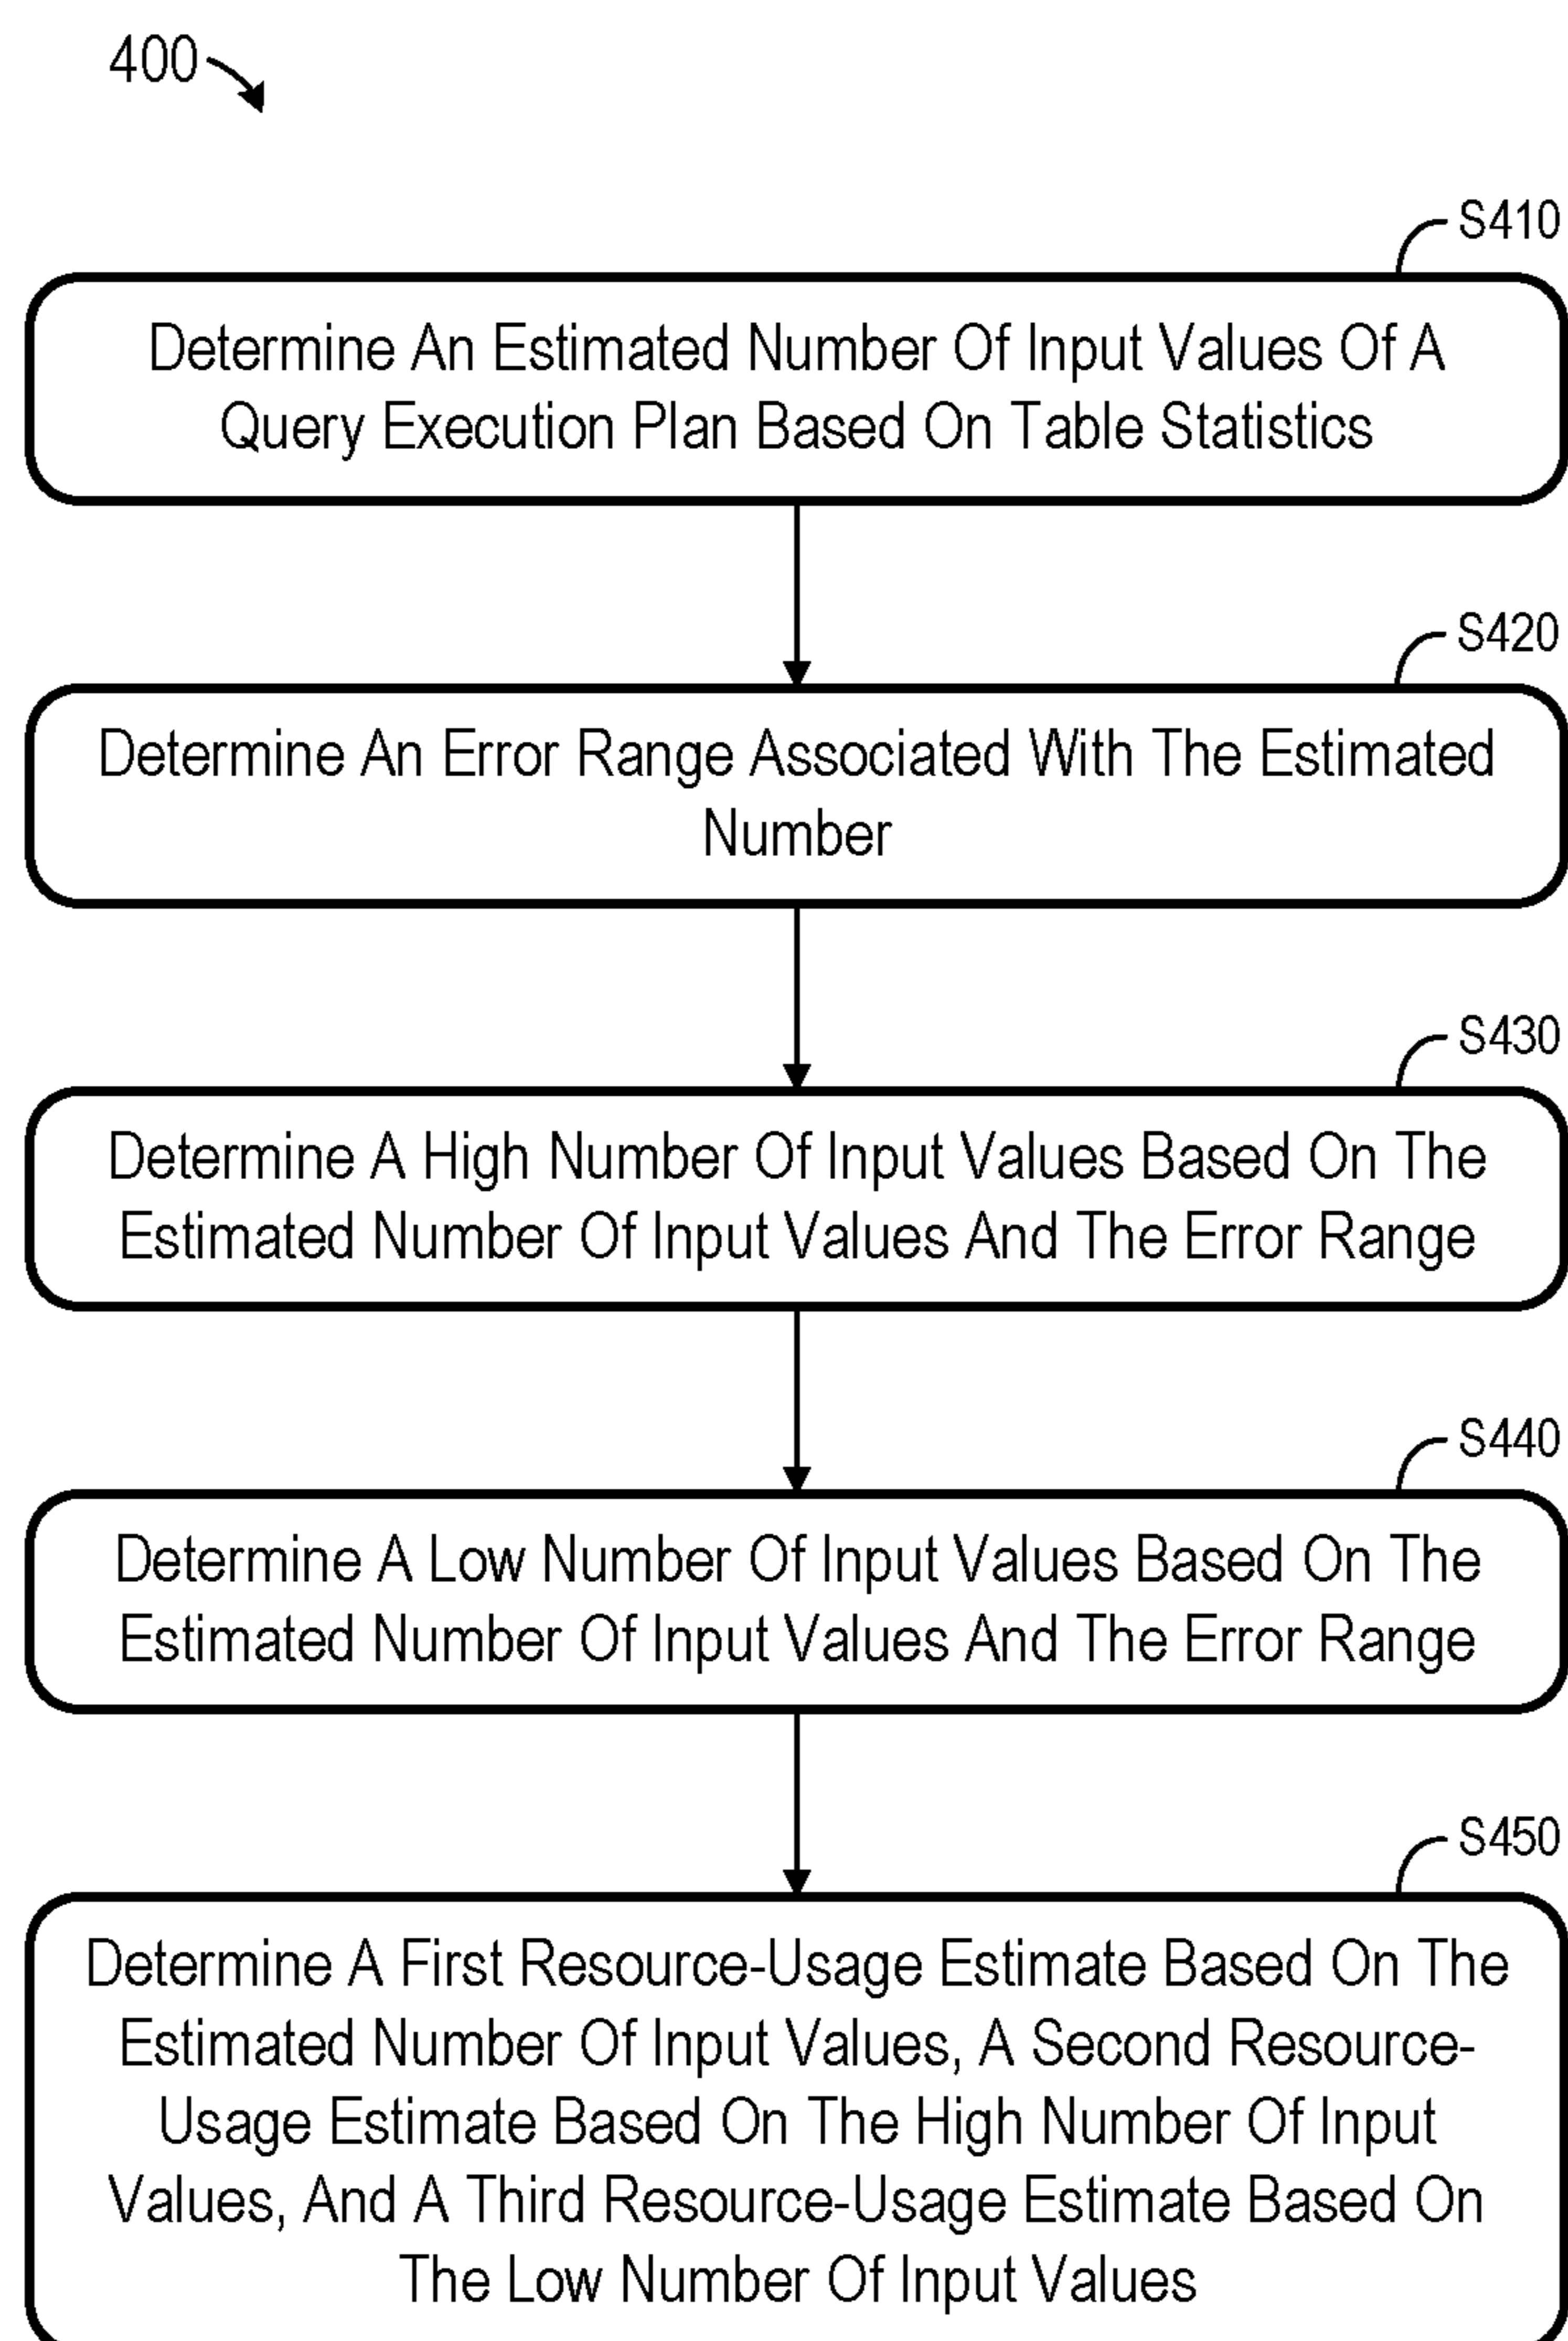 400
S410
Determine An Estimated Number Of Input Values Of A
Query Execution Plan Based On Table Statistics
S420
Determine An Error Range Associated With The Estimated
Number
S430
Determine A High Number Of Input Values Based On The
Estimated Number Of Input Values And The Error Range
S440
Determine A Low Number Of Input Values Based On The
Estimated Number Of Input Values And The Error Range
S450
Determine A First Resource-Usage Estimate Based On The
Estimated Number Of Input Values, A Second Resource-
Usage Estimate Based On The High Number Of Input
Values, And A Third Resource-Usage Estimate Based On
The Low Number Of Input Values